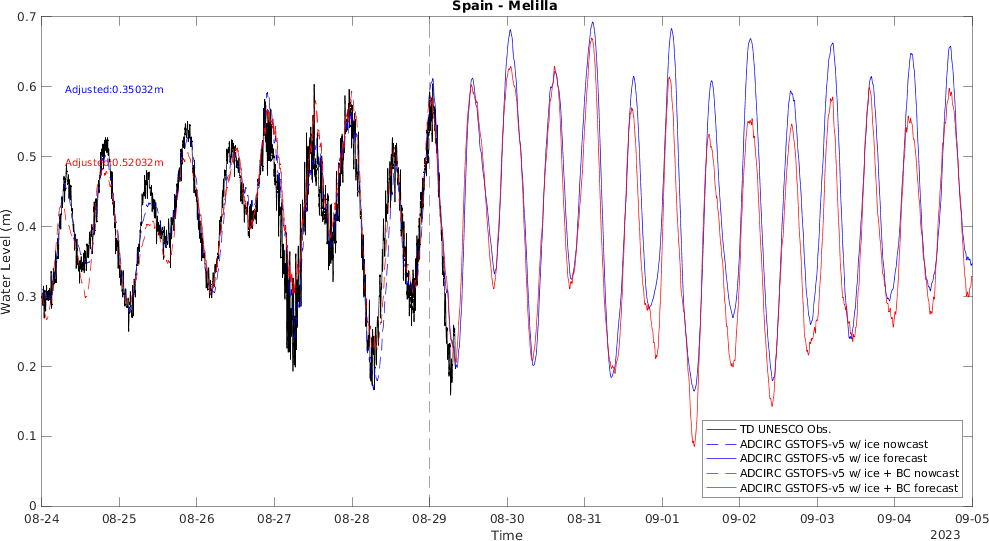 Spain - Melilla
0.7
0.6
0.5
0.4
0.3
0.2
0.1
0
Water Level (m)
Adjusted:0.35032m
Adjusted:0.52032m
TD UNESCO Obs.
ADCIRC GSTOFS-v5 w/ ice nowcast
ADCIRC GSTOFS-v5 w/ ice forecast
ADCIRC GSTOFS-v5 w/ ice + BC nowcast
ADCIRC GSTOFS-v5 w/ ice + BC forecast
08-24 08-25 08-26 08-27 08-28 08-29 08-30 08-31 09-01 09-02 09-03 09-04 09-05
Time
2023